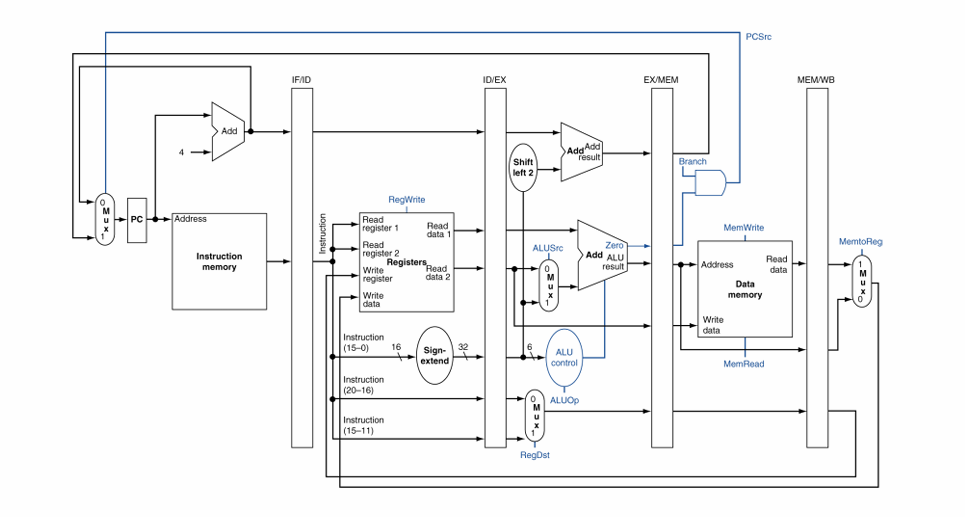 PCSrc
IF/ID
ID/EX
EX/MEM
MEM/WB
Add
4
Add
Add
result
Shift
left 2
Branch
0
M
u
x
1
PC
Address
Instruction
memory
Instruction
RegWrite
Read
register 1
Read
register 2
Write
register
Write
data
Registers
Read
data 1
Read
data 2
ALUSrc
0
M
u
x
1
Zero
Add
ALU
result
MemWrite
Address
Read
data
Data
memory
Write
data
MemRead
MemtoReg
1
M
u
x
0
Instruction
(15–0)
16
Sign-
extend
32
6
ALU
control
ALUOp
Instruction
(20–16)
Instruction
(15–11)
0
M
u
x
1
RegDst